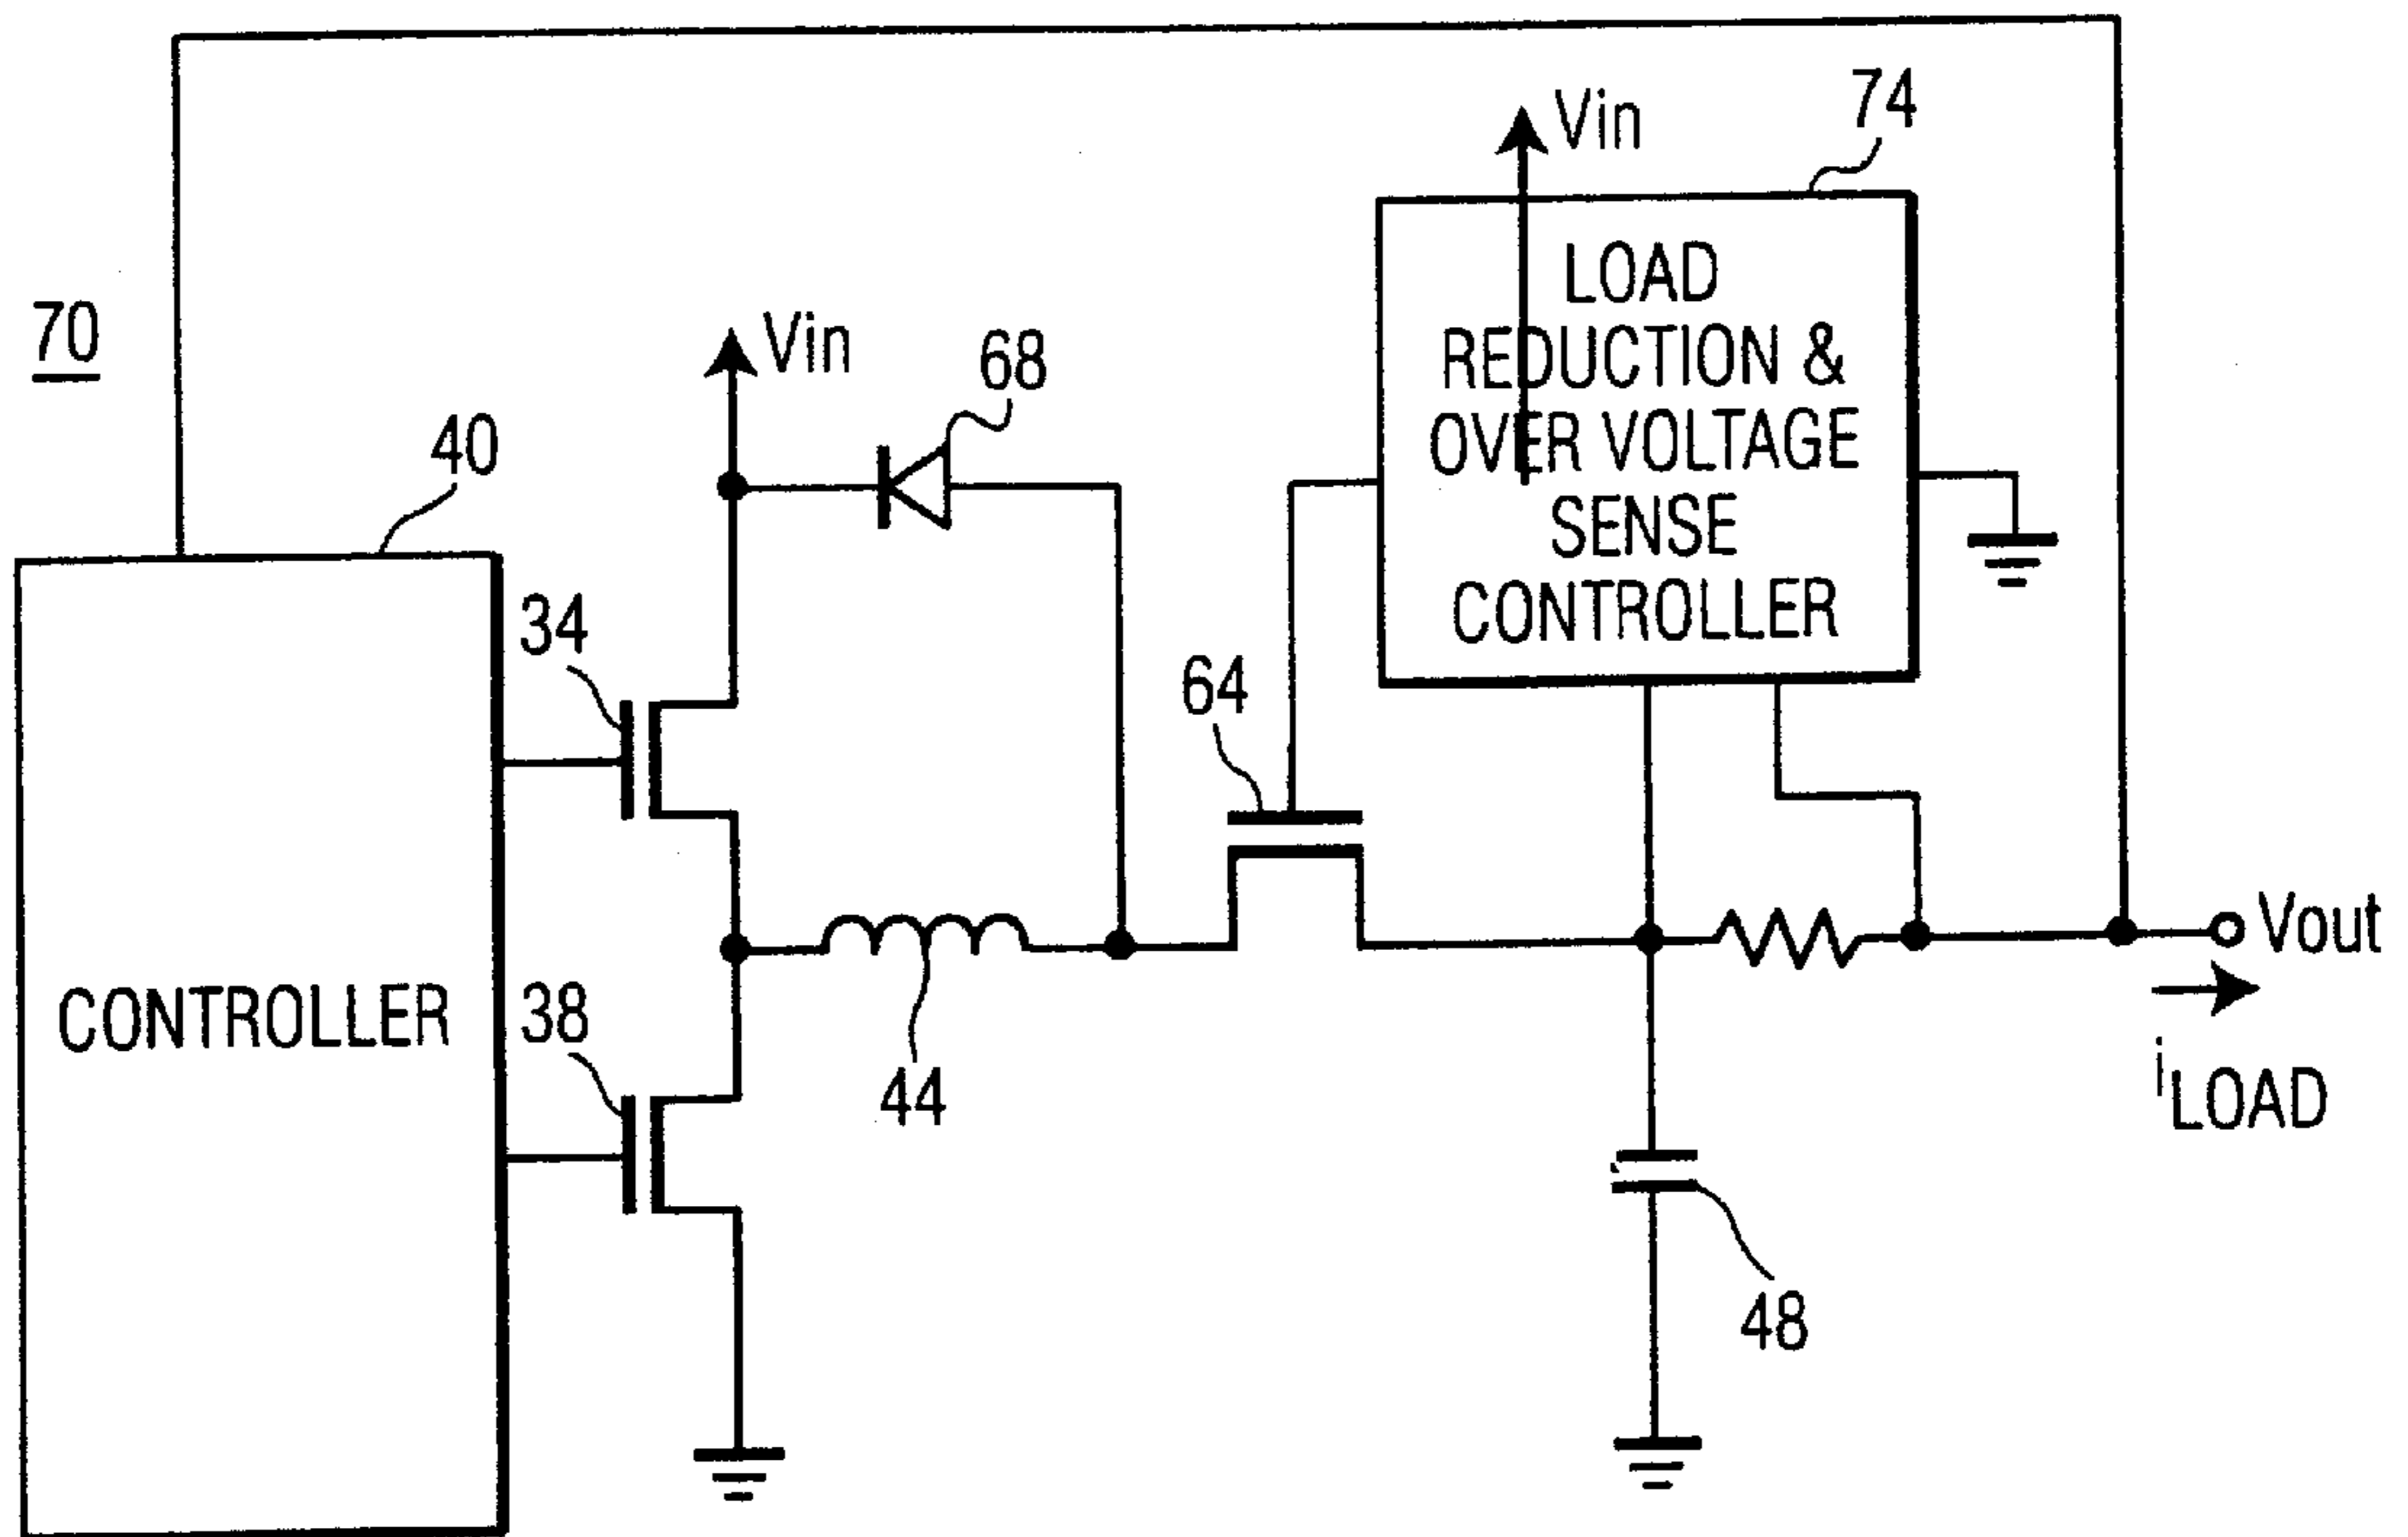 74
Vin
LOAD
REDUCTION &
OVER VOLTAGE
SENSE
CONTROLLER
70
Vin
68
40
34
64
Vout
CONTROLLER
38
44
iLOAD
48